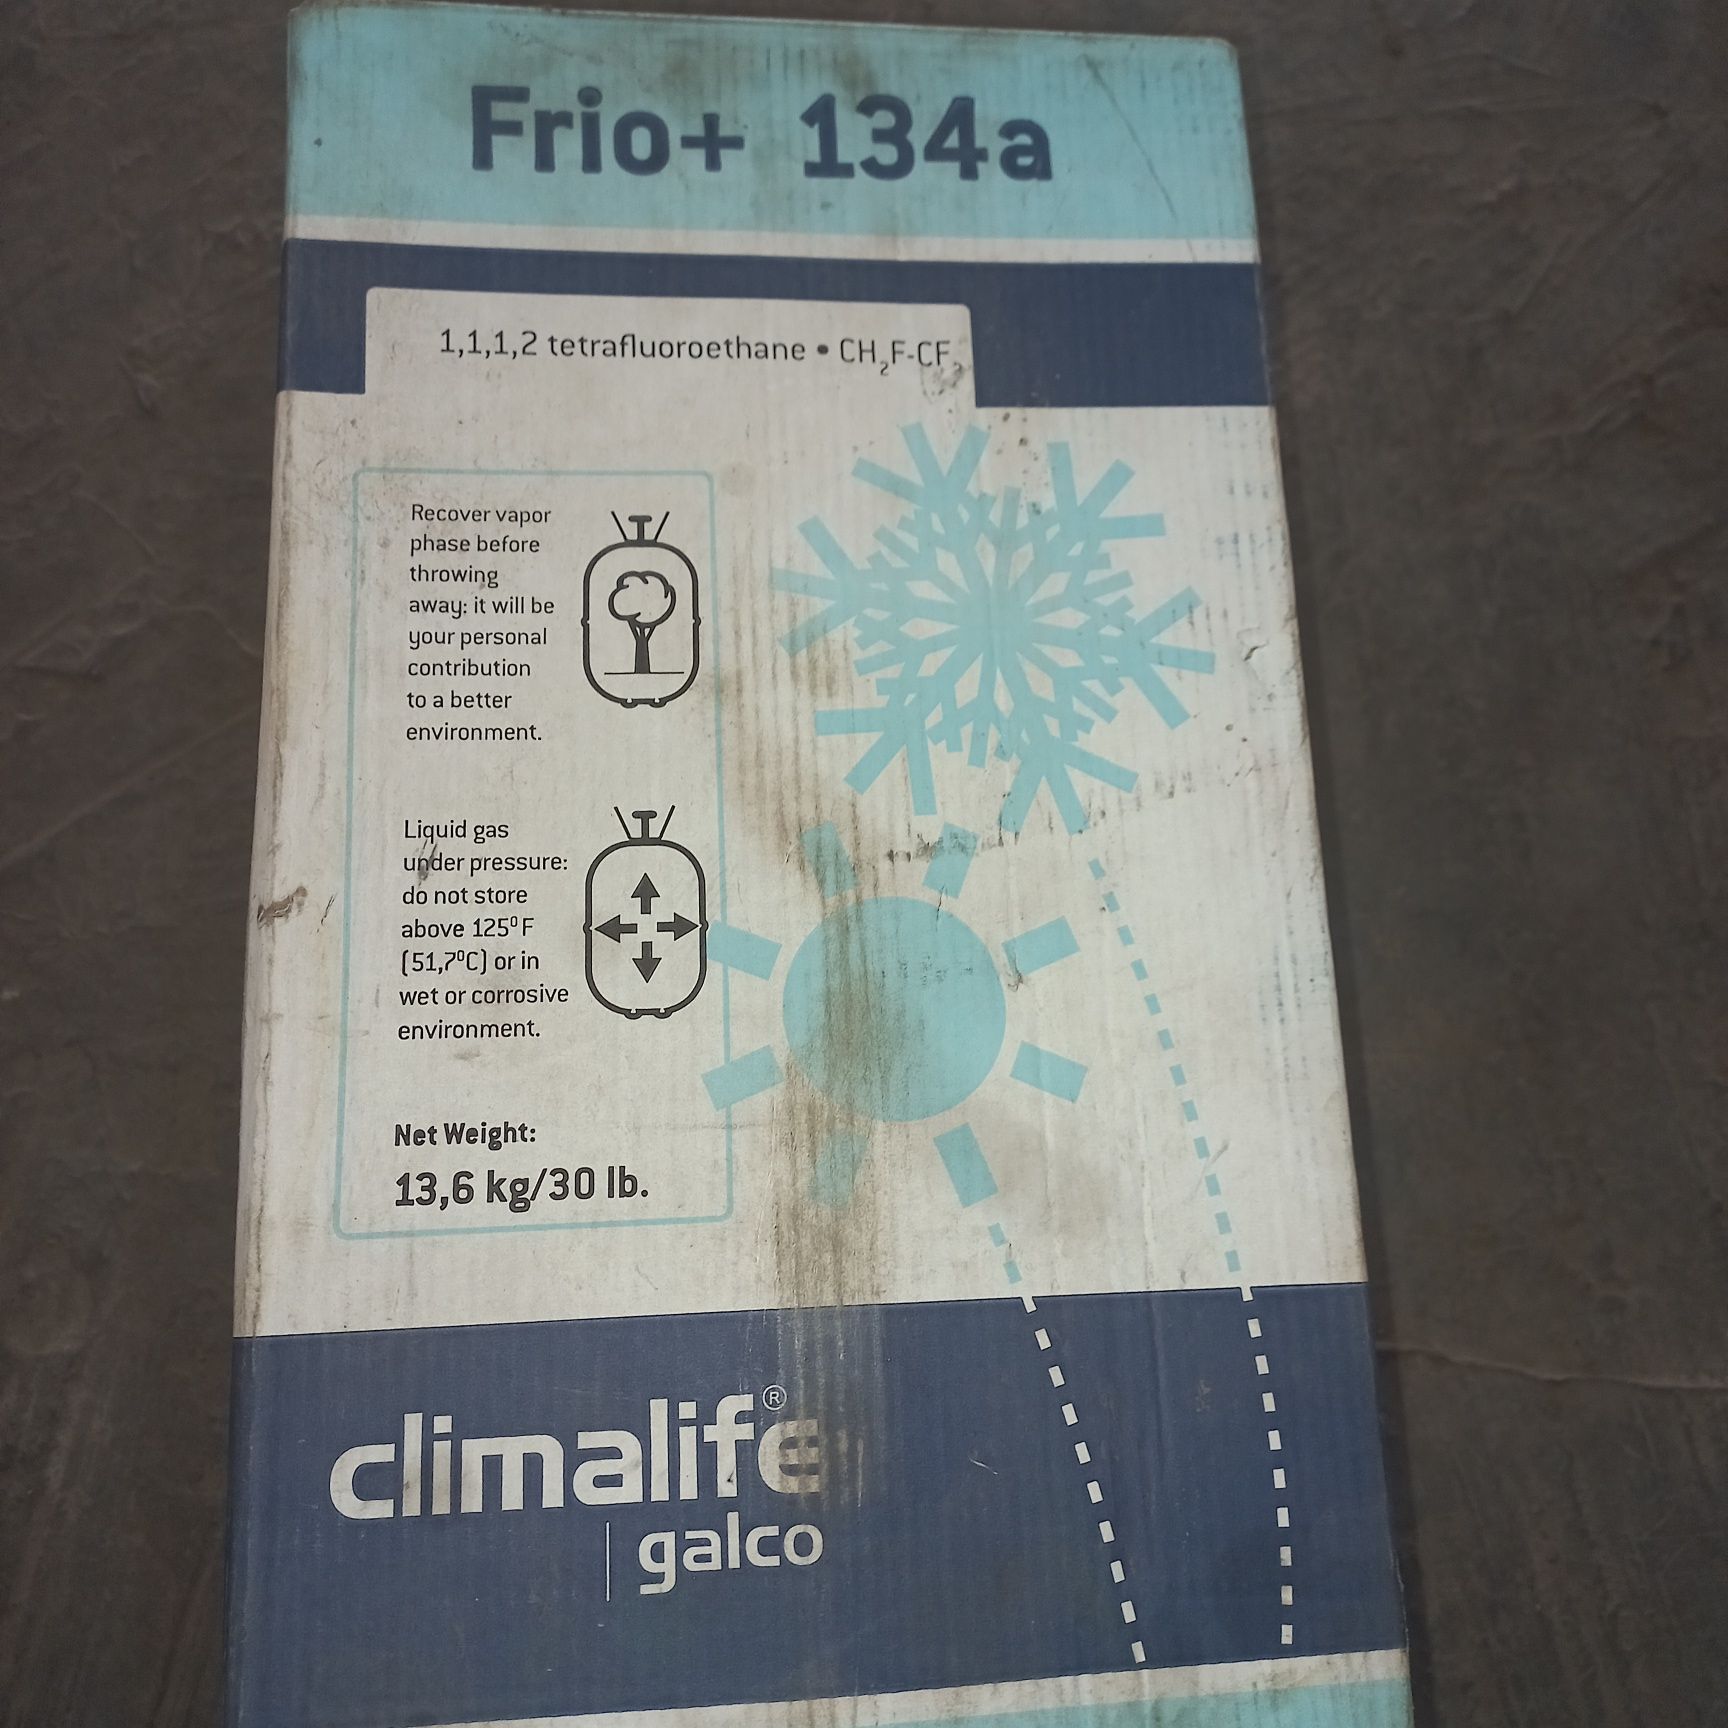 Frio+ 134a
1,1,1,2 tetrafluoroethane • CH₂F-CF₃
Recover vapor
phase before
throwing
away: it will be
your personal
contribution
to a better
environment.
Liquid gas
under pressure:
do not store
above 125⁰F
(51,7⁰C) or in
wet or corrosive
environment.
Net Weight:
13,6 kg/30 lb.
climalife®
galco